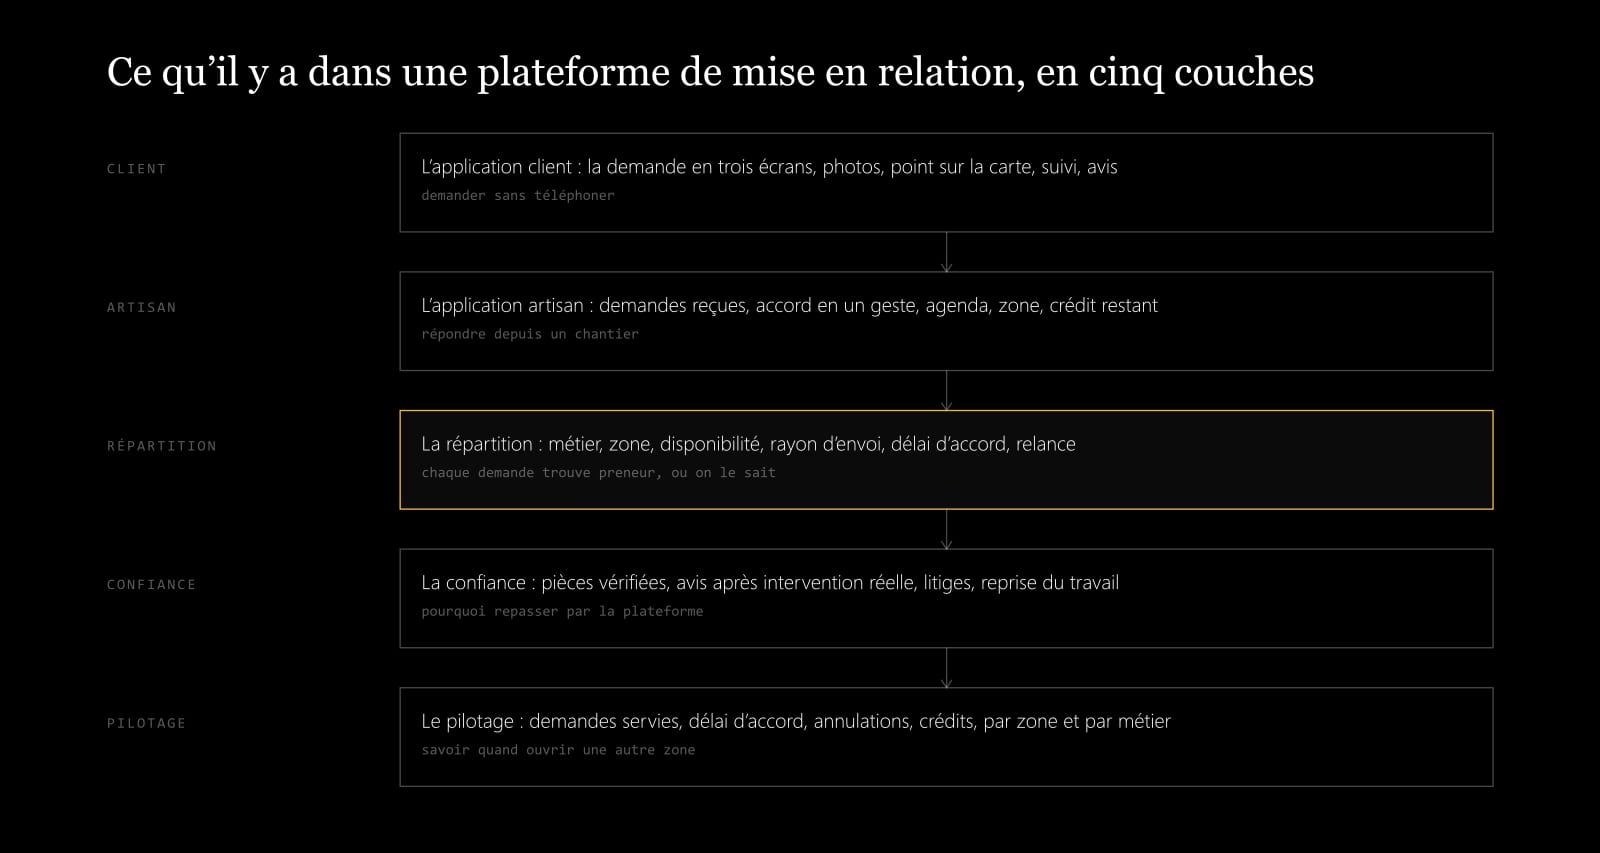 Ce qu’il y a dans une plateforme de mise en relation, en cinq couches
CLIENT
L’application client : la demande en trois écrans, photos, point sur la carte, suivi, avis
demander sans téléphoner
ARTISAN
L’application artisan : demandes reçues, accord en un geste, agenda, zone, crédit restant
répondre depuis un chantier
RÉPARTITION
La répartition : métier, zone, disponibilité, rayon d’envoi, délai d’accord, relance
chaque demande trouve preneur, ou on le sait
CONFIANCE
La confiance : pièces vérifiées, avis après intervention réelle, litiges, reprise du travail
pourquoi repasser par la plateforme
PILOTAGE
Le pilotage : demandes servies, délai d’accord, annulations, crédits, par zone et par métier
savoir quand ouvrir une autre zone